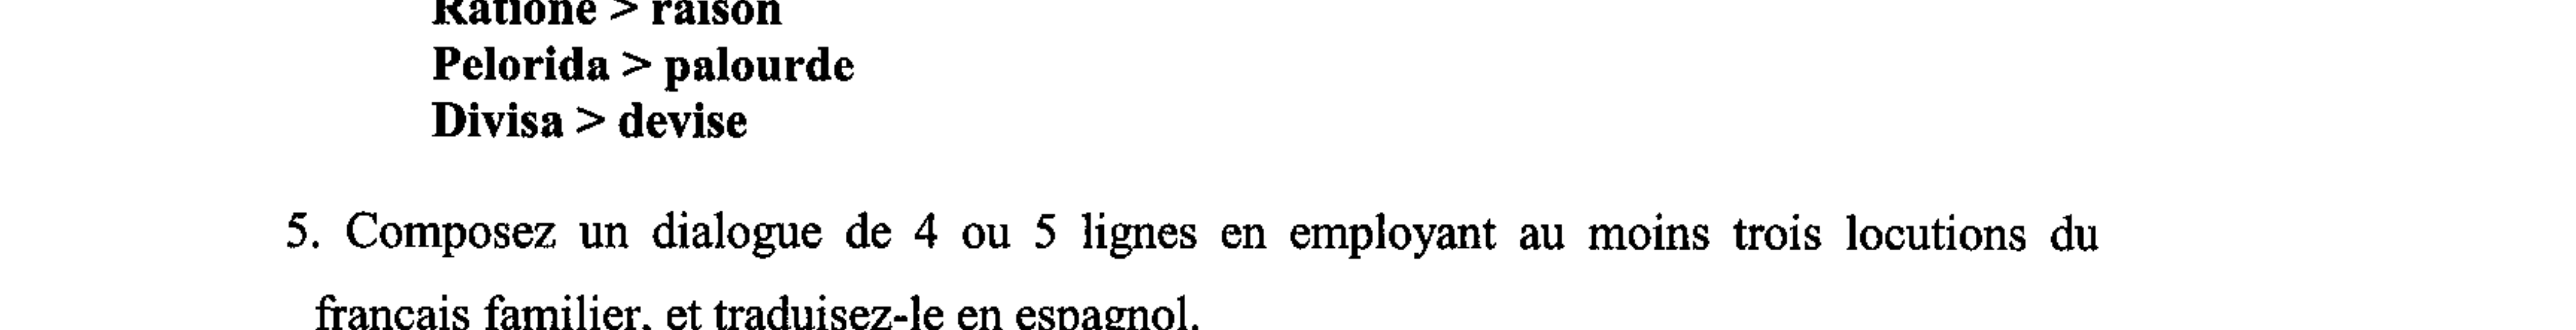 Ratione > raison
Pelorida > palourde
Divisa > devise
5. Composez un dialogue de 4 ou 5 lignes en employant au moins trois locutions du
français familier, et traduisez-le en espagnol.